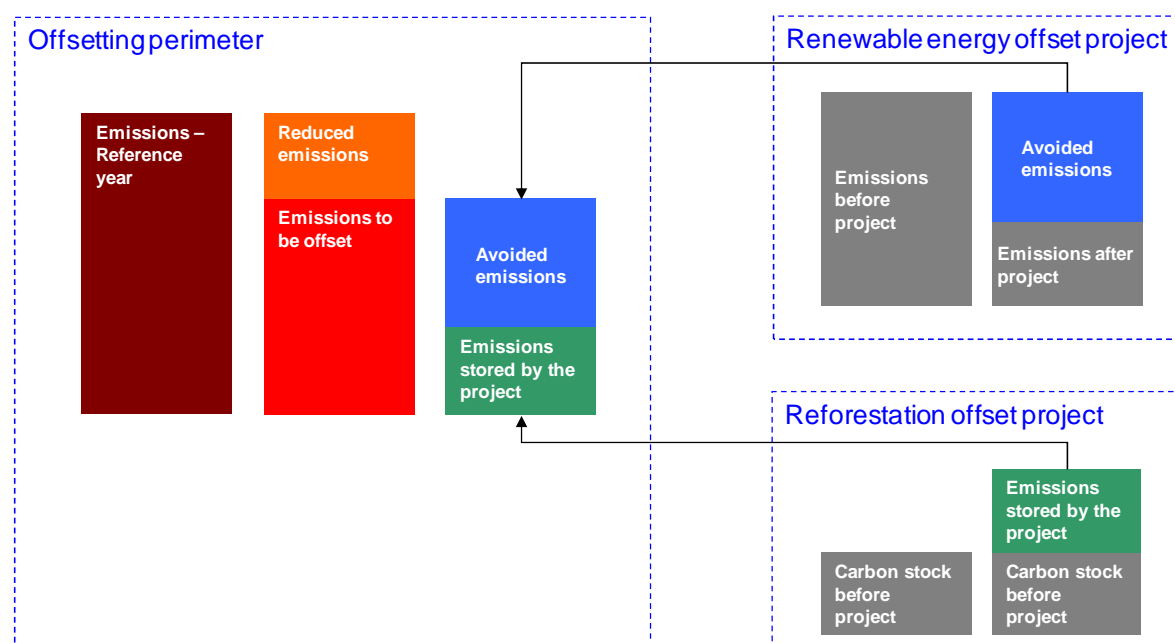 Offsetting perimeter
Emissions –
Reference
year
Reduced
emissions
Emissions to
be offset
Avoided
emissions
Emissions
stored by the
project
Renewable energy offset project
Emissions
before
project
Avoided
emissions
Emissions after
project
Reforestation offset project
Carbon stock
before
project
Emissions
stored by the
project
Carbon stock
before
project